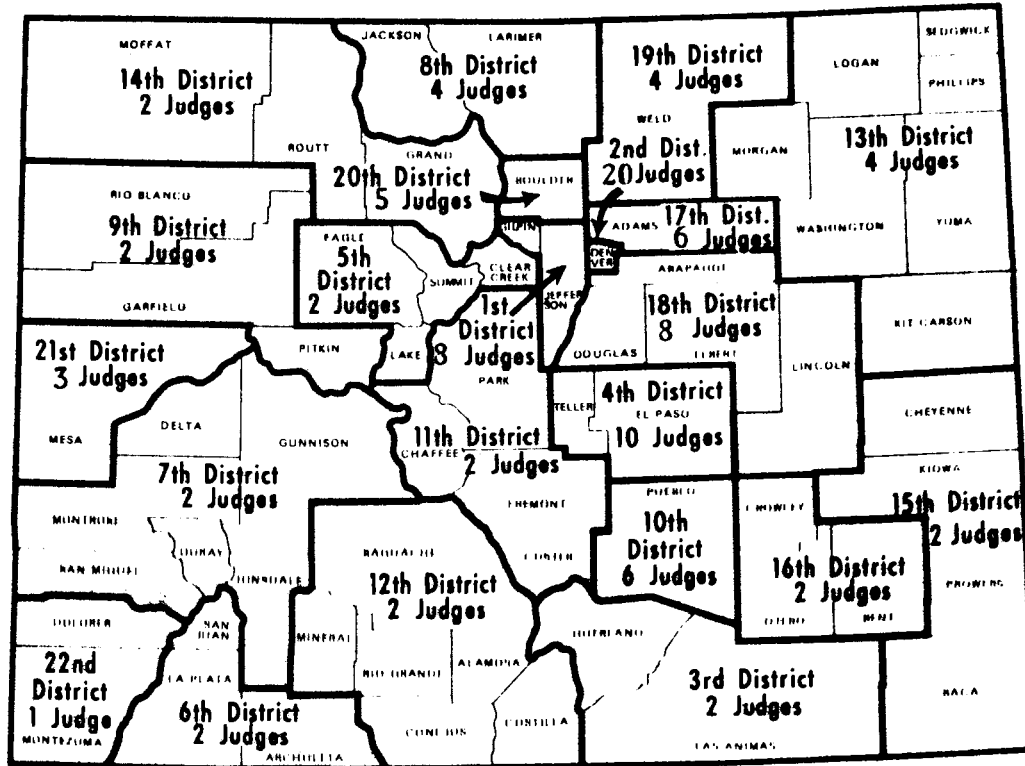 MOFFAT
14th District
2 Judges
ROUTT
JACKSON
LARIMER
8th District
4 Judges
19th District
4 Judges
WELD
LOGAN
SEDGWICK
PHILLIPS
MORGAN
13th District
4 Judges
WASHINGTON
YUMA
GRAND
20th District
5 Judges
BOULDER
2nd Dist.
20 Judges
RIO BLANCO
9th District
2 Judges
GARFIELD
EAGLE
5th
District
2 Judges
SUMMIT
GILPIN
CLEAR
CREEK
JEFFER
SON
ADAMS
17th Dist.
6 Judges
DEN
VER
ARAPAHOE
1st
District
8 Judges
18th District
8 Judges
DOUGLAS
ELBERT
LINCOLN
KIT CARSON
21st District
3 Judges
MESA
PITKIN
LAKE
PARK
DELTA
GUNNISON
TELLER
4th District
EL PASO
10 Judges
CHEYENNE
11th District
CHAFFEE
2 Judges
7th District
2 Judges
MONTROSE
OURAY
SAN MIGUEL
HINSDALE
FREMONT
CUSTER
PUEBLO
10th
District
6 Judges
CROWLEY
KIOWA
15th District
2 Judges
PROWERS
16th District
2 Judges
OTERO
BENT
SAGUACHE
12th District
2 Judges
MINERAL
RIO GRANDE
ALAMOSA
HUERFANO
DOLORES
SAN
JUAN
22nd
District
1 Judge
MONTEZUMA
LA PLATA
6th District
2 Judges
ARCHULETA
CONEJOS
COSTILLA
3rd District
2 Judges
LAS ANIMAS
BACA